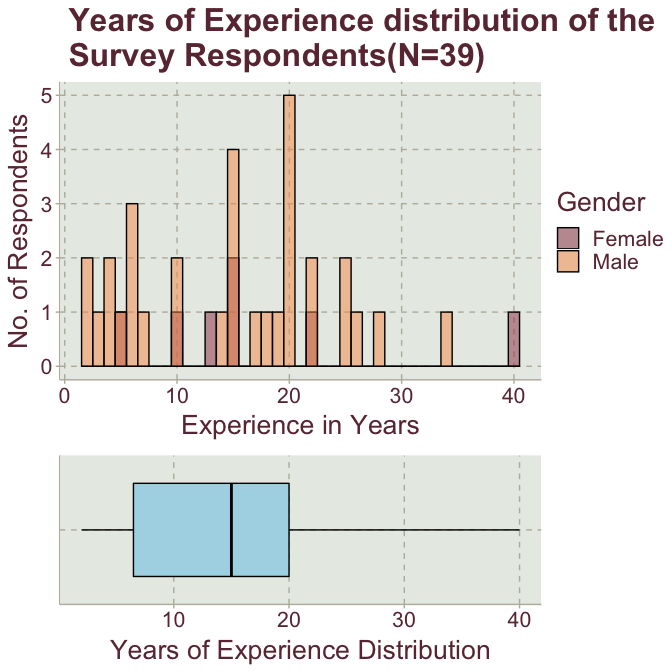 Years of Experience distribution of the
Survey Respondents(N=39)
No. of Respondents
5
4
3
2
1
0
0 10 20 30 40
Experience in Years
Gender
Female
Male
10 20 30 40
Years of Experience Distribution